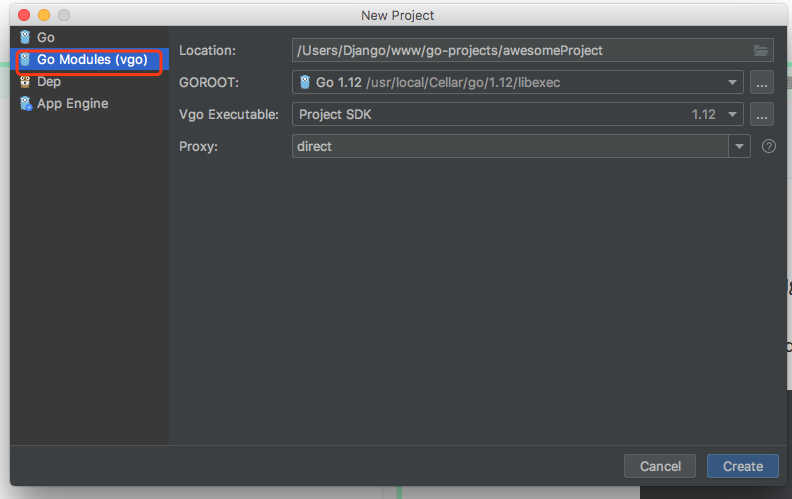 New Project
Go
Go Modules (vgo)
Dep
App Engine
Location: /Users/Django/www/go-projects/awesomeProject
GOROOT: Go 1.12 /usr/local/Cellar/go/1.12/libexec ...
Vgo Executable: Project SDK 1.12 ...
Proxy: direct ?
Cancel Create